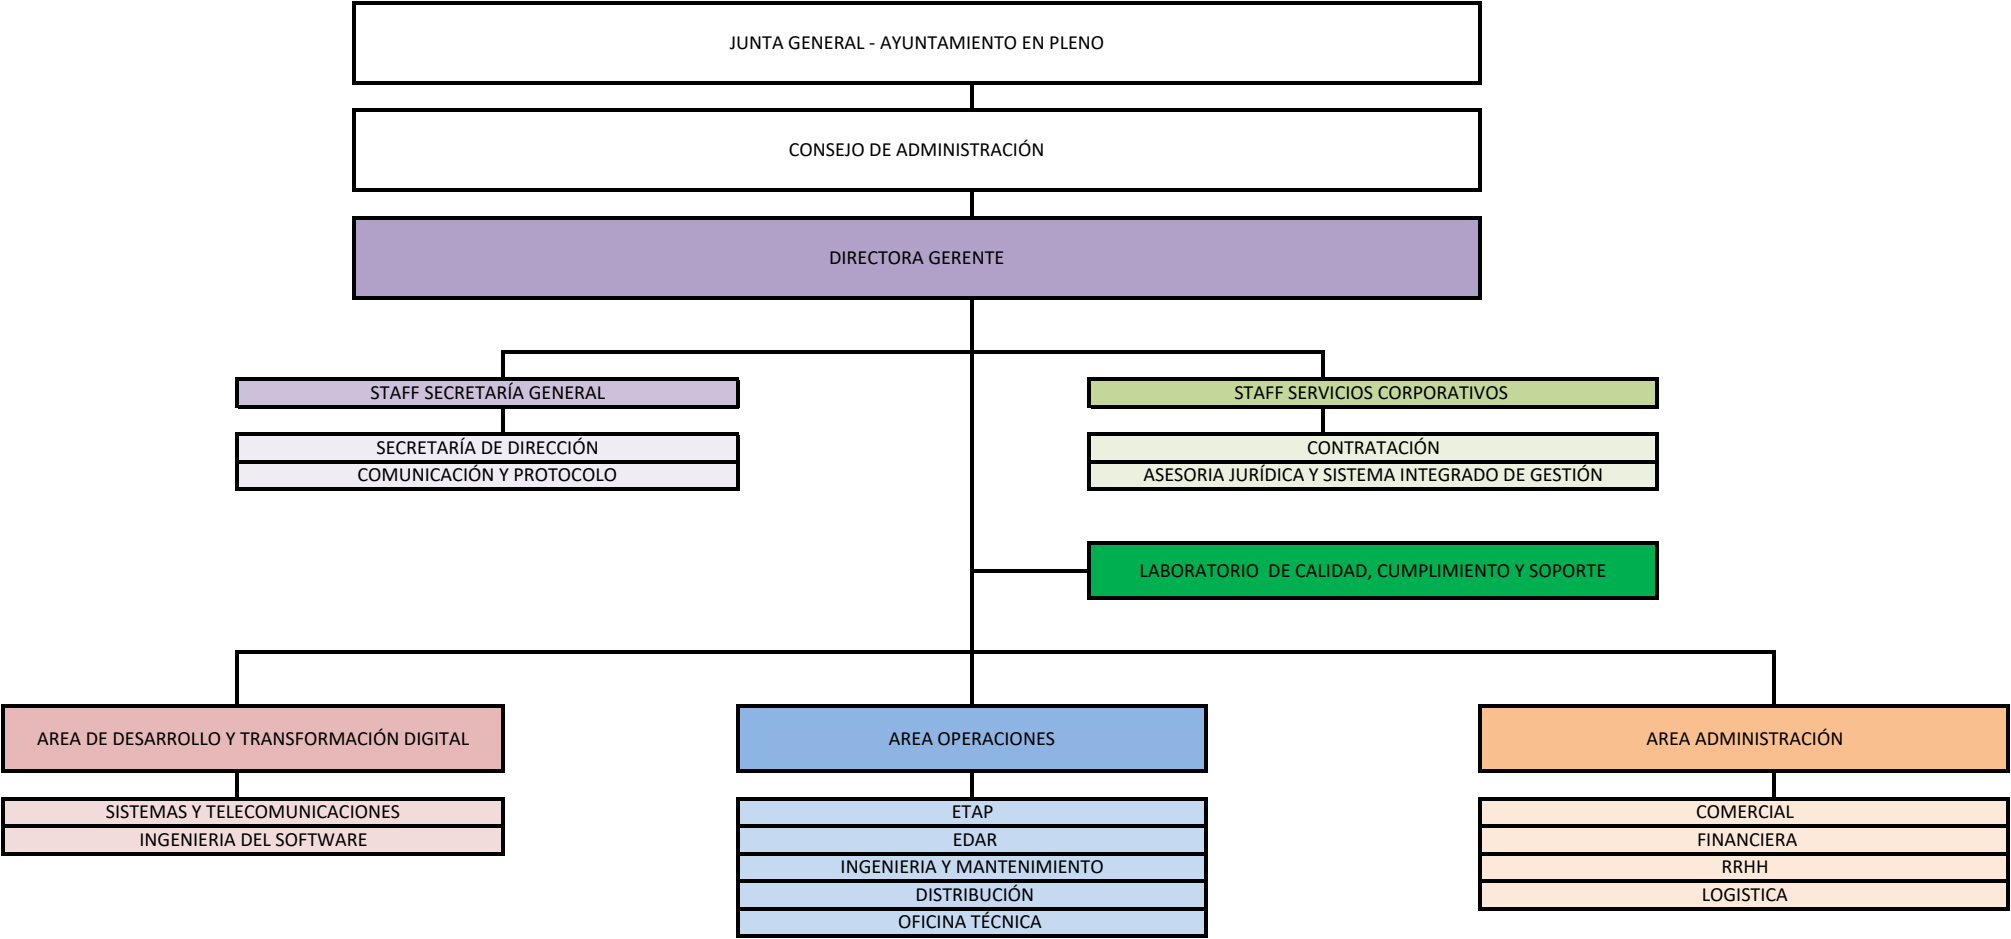 JUNTA GENERAL - AYUNTAMIENTO EN PLENO
CONSEJO DE ADMINISTRACIÓN
DIRECTORA GERENTE
STAFF SECRETARÍA GENERAL
SECRETARÍA DE DIRECCIÓN
COMUNICACIÓN Y PROTOCOLO
STAFF SERVICIOS CORPORATIVOS
CONTRATACIÓN
ASESORIA JURÍDICA Y SISTEMA INTEGRADO DE GESTIÓN
LABORATORIO DE CALIDAD, CUMPLIMIENTO Y SOPORTE
AREA DE DESARROLLO Y TRANSFORMACIÓN DIGITAL
SISTEMAS Y TELECOMUNICACIONES
INGENIERIA DEL SOFTWARE
AREA OPERACIONES
ETAP
EDAR
INGENIERIA Y MANTENIMIENTO
DISTRIBUCIÓN
OFICINA TÉCNICA
AREA ADMINISTRACIÓN
COMERCIAL
FINANCIERA
RRHH
LOGISTICA